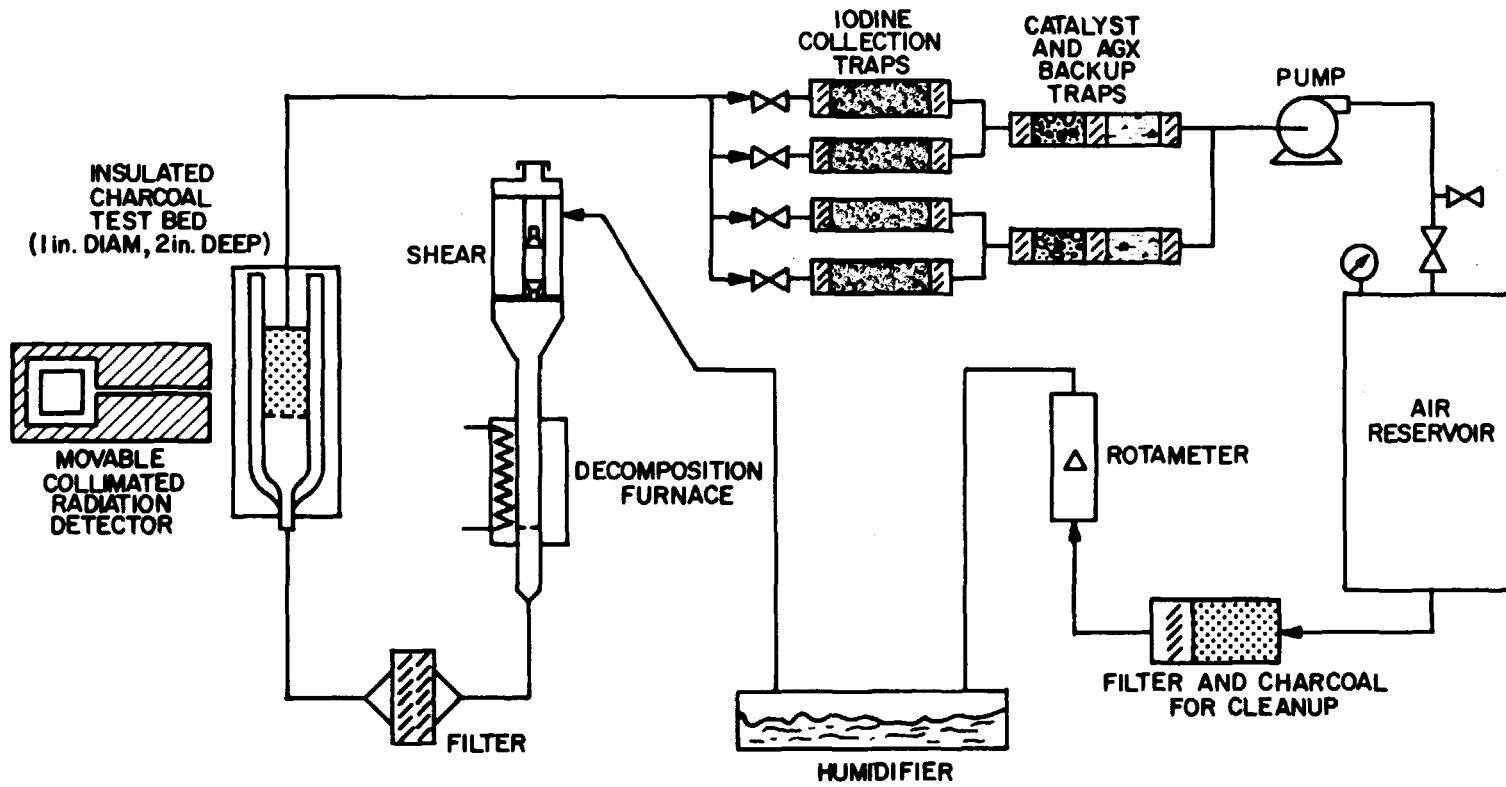 IODINE
COLLECTION
TRAPS
CATALYST
AND AGX
BACKUP
TRAPS
PUMP
INSULATED
CHARCOAL
TEST BED
(1 in. DIAM, 2 in. DEEP)
SHEAR
MOVABLE
COLLIMATED
RADIATION
DETECTOR
DECOMPOSITION
FURNACE
ROTAMETER
AIR
RESERVOIR
FILTER
HUMIDIFIER
FILTER AND CHARCOAL
FOR CLEANUP